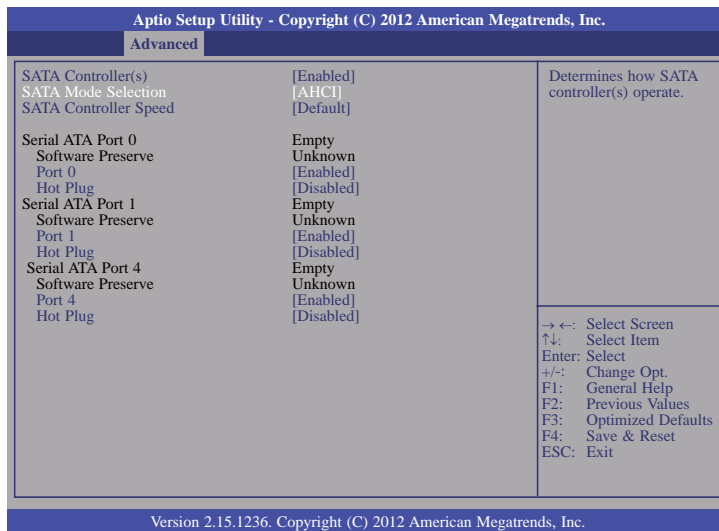 Aptio Setup Utility - Copyright (C) 2012 American Megatrends, Inc.
Advanced
SATA Controller(s) [Enabled]
SATA Mode Selection [AHCI]
SATA Controller Speed [Default]
Serial ATA Port 0 Empty
Software Preserve Unknown
Port 0 [Enabled]
Hot Plug [Disabled]
Serial ATA Port 1 Empty
Software Preserve Unknown
Port 1 [Enabled]
Hot Plug [Disabled]
Serial ATA Port 4 Empty
Software Preserve Unknown
Port 4 [Enabled]
Hot Plug [Disabled]
Determines how SATA
controller(s) operate.
→ ←: Select Screen
↑↓: Select Item
Enter: Select
+/-: Change Opt.
F1: General Help
F2: Previous Values
F3: Optimized Defaults
F4: Save & Reset
ESC: Exit
Version 2.15.1236. Copyright (C) 2012 American Megatrends, Inc.